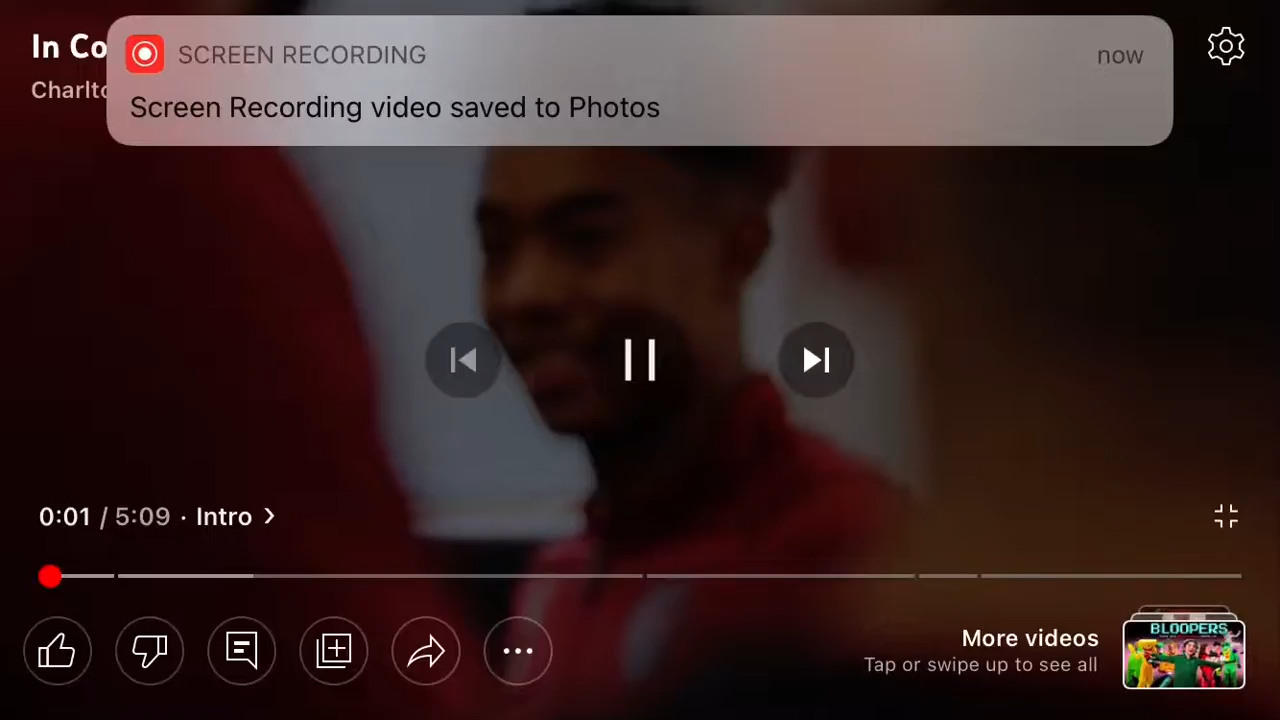 In Co
SCREEN RECORDING
now
Charlto
Screen Recording video saved to Photos
0:01 / 5:09 · Intro
More videos
Tap or swipe up to see all
BLOOPERS